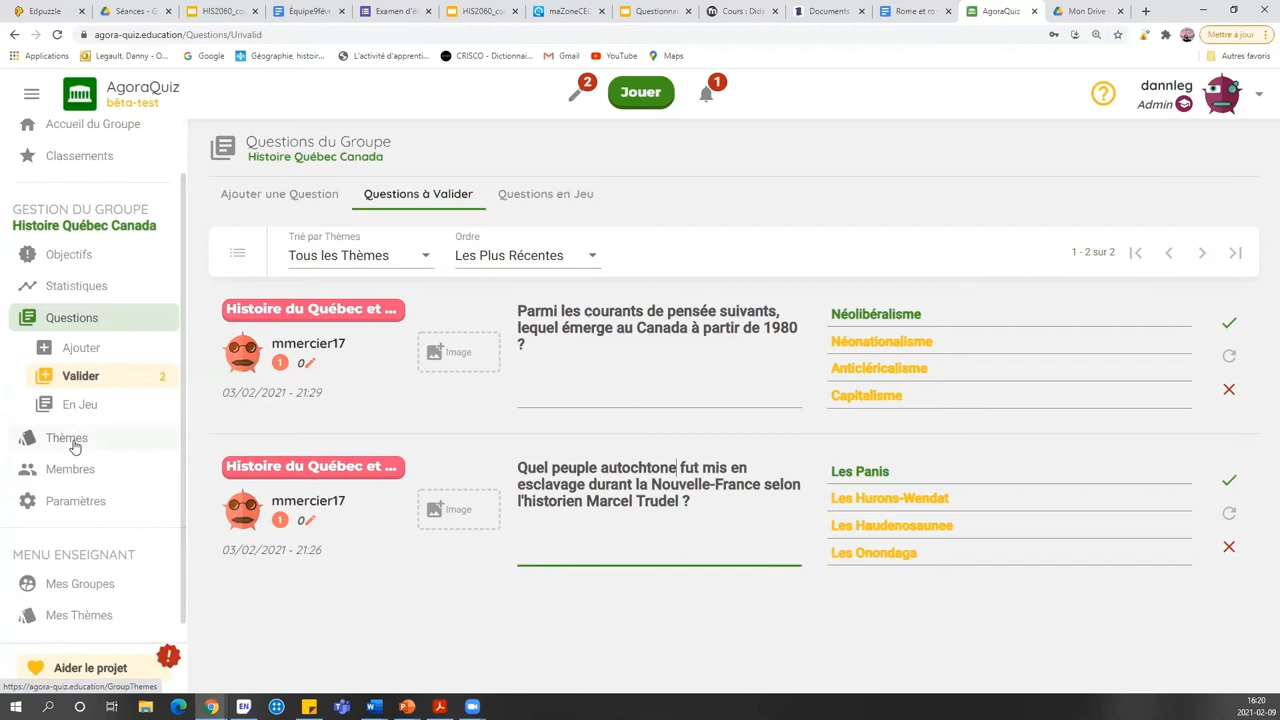 Edpuzzle
Séances - G
HIS2060_co
Équipe9févr
Examen d'é
HIS2060_co
maZoneCEC
Questionna
Cours : Dida
Documents
Rome et ro
AgoraQuiz
Mon Drive -
agora-quiz.education/Questions/Unvalid
Mettre à jour
Applications
Legault, Danny - O...
Google
Géographie, histoir...
L'activité d'apprenti...
CRISCO - Dictionnai...
Gmail
YouTube
Maps
Autres favoris
AgoraQuiz
bêta-test
2
Jouer
1
?
dannleg
Admin
Accueil du Groupe
Classements
GESTION DU GROUPE
Histoire Québec Canada
Objectifs
Statistiques
Questions
Ajouter
Valider 2
En Jeu
Thèmes
Membres
Paramètres
MENU ENSEIGNANT
Mes Groupes
Mes Thèmes
Aider le projet
!
https://agora-quiz.education/GroupThemes
Questions du Groupe
Histoire Québec Canada
Ajouter une Question
Questions à Valider
Questions en Jeu
Trié par Thèmes
Tous les Thèmes
Ordre
Les Plus Récentes
1 - 2 sur 2
Histoire du Québec et ...
mmercier17
1 0
03/02/2021 - 21:29
Image
Parmi les courants de pensée suivants,
lequel émerge au Canada à partir de 1980
?
Néolibéralisme
Néonationalisme
Anticléricalisme
Capitalisme
Histoire du Québec et ...
mmercier17
1 0
03/02/2021 - 21:26
Image
Quel peuple autochtone fut mis en
esclavage durant la Nouvelle-France selon
l'historien Marcel Trudel ?
Les Panis
Les Hurons-Wendat
Les Haudenosaunee
Les Onondaga
EN
16:20
2021-02-09